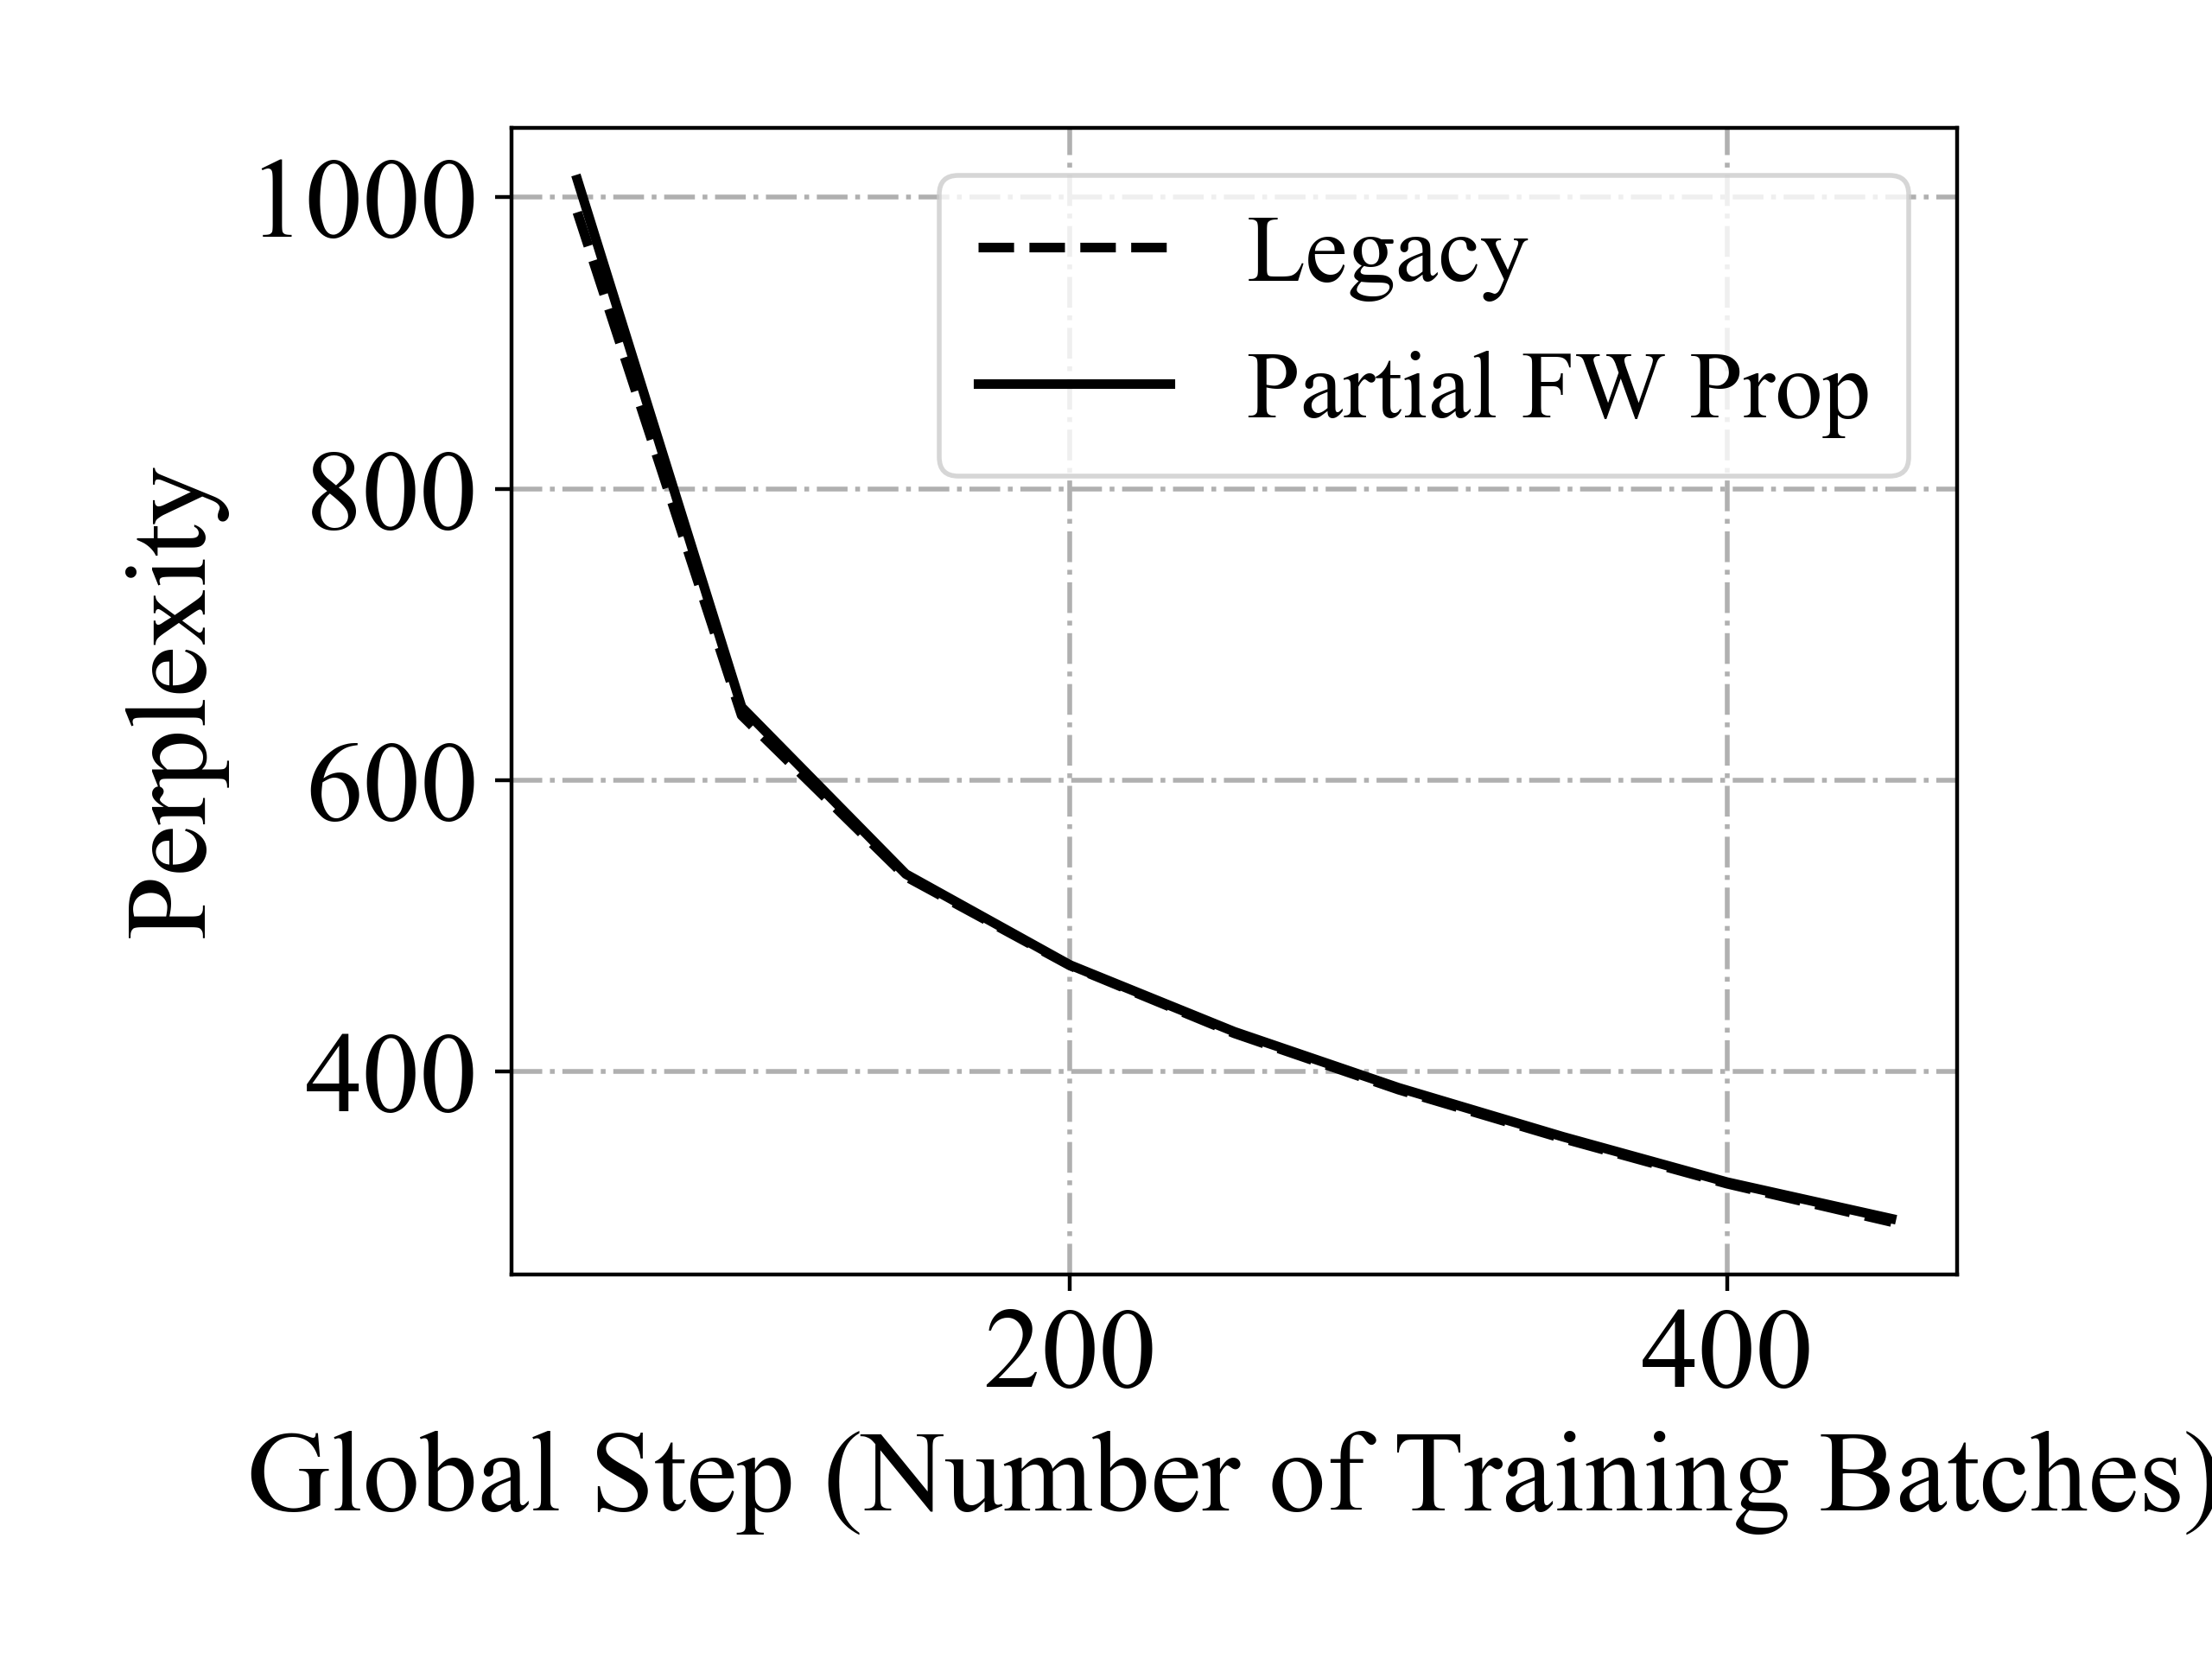 1000
800
600
400
Perplexity
Legacy
Partial FW Prop
200
400
Global Step (Number of Training Batches)